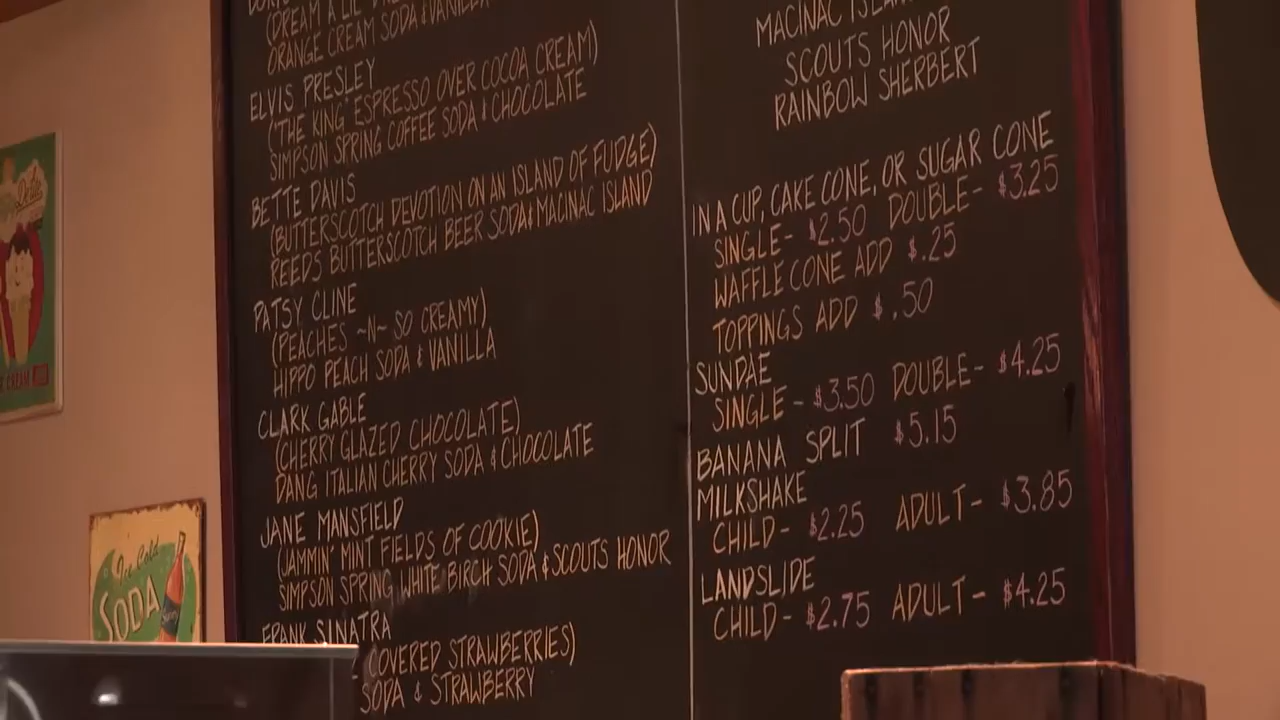 (DREAM A LIL'
ORANGE CREAM SODA & VANILLA
ELVIS PRESLEY
("THE KING" ESPRESSO OVER COCOA CREAM)
SIMPSON SPRING COFFEE SODA & CHOCOLATE
BETTE DAVIS
(BUTTERSCOTCH DEVOTION ON AN ISLAND OF FUDGE)
REEDS BUTTERSCOTCH BEER SODA & MACINAC ISLAND
PATSY CLINE
(PEACHES ~N~ SO CREAMY)
HIPPO PEACH SODA & VANILLA
CLARK GABLE
(CHERRY GLAZED CHOCOLATE)
DANG ITALIAN CHERRY SODA & CHOCOLATE
JANE MANSFIELD
(JAMMIN' MINT FIELDS OF COOKIE)
SIMPSON SPRING WHITE BIRCH SODA & SCOUTS HONOR
FRANK SINATRA
COVERED STRAWBERRIES)
SODA & STRAWBERRY
MACINAC ISLAND
SCOUTS HONOR
RAINBOW SHERBERT
IN A CUP, CAKE CONE, OR SUGAR CONE
SINGLE- $2.50 DOUBLE- $3.25
WAFFLE CONE ADD $.25
TOPPINGS ADD $.50
SUNDAE
SINGLE- $3.50 DOUBLE- $4.25
BANANA SPLIT $5.15
MILKSHAKE
CHILD- $2.25 ADULT- $3.85
LANDSLIDE
CHILD- $2.75 ADULT- $4.25
Ice Cold
SODA